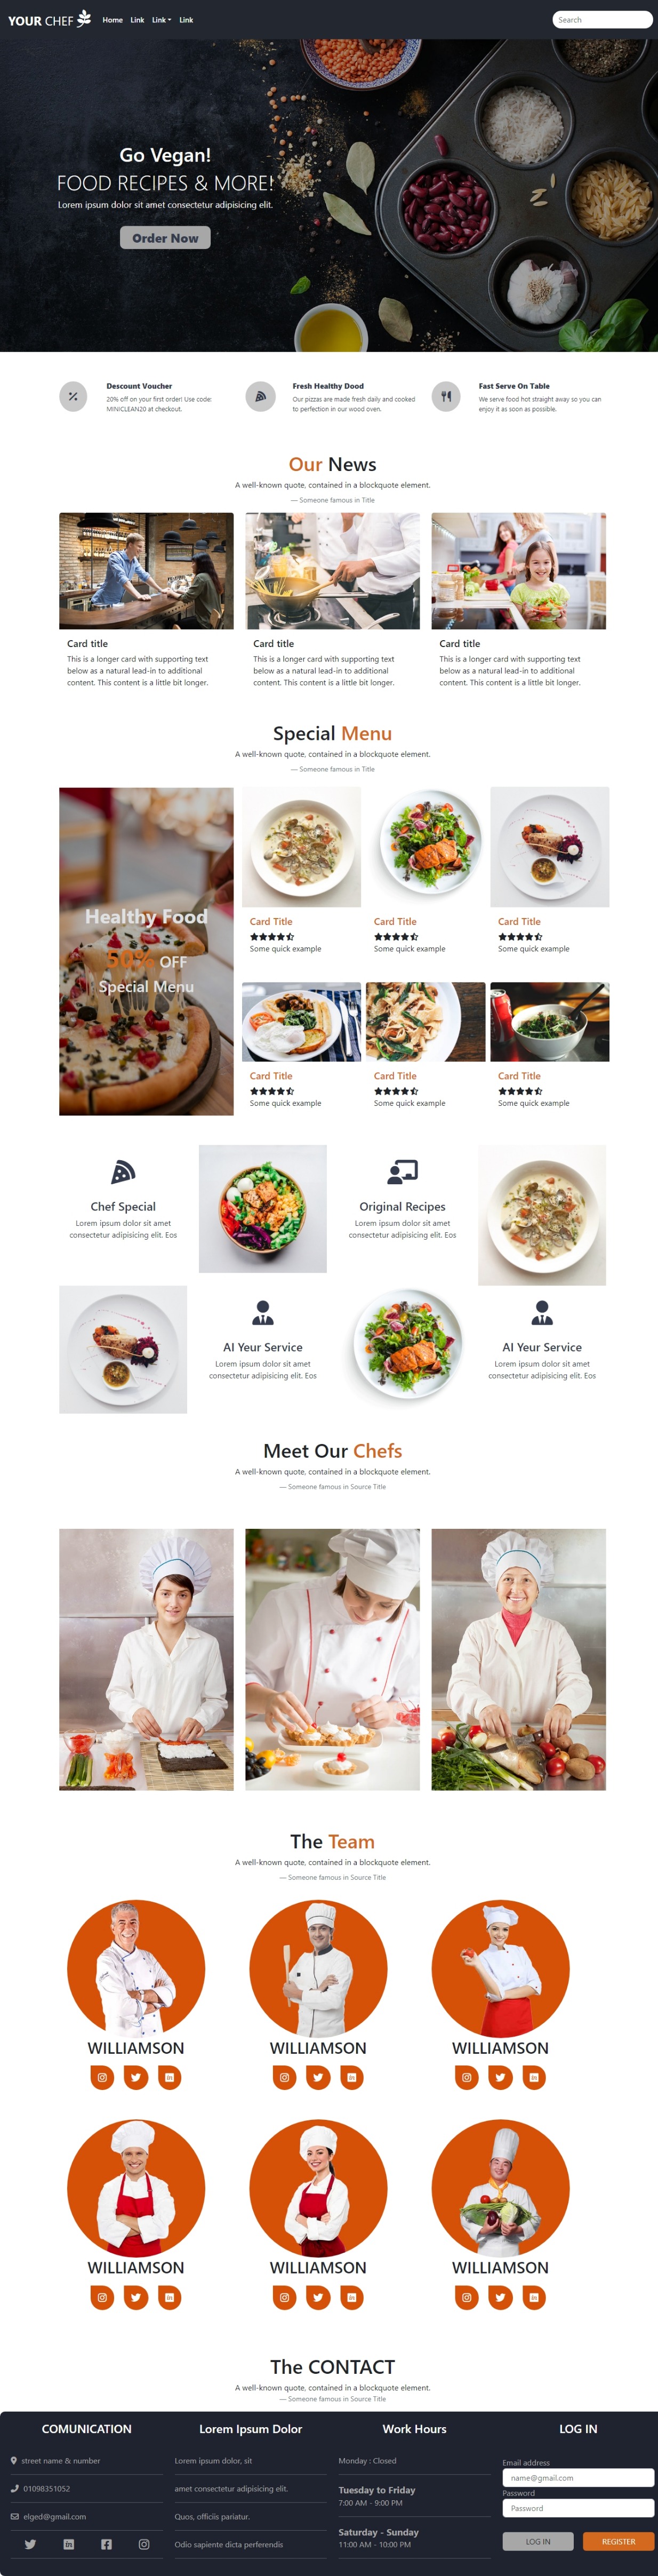 YOUR CHEF Home Link Link Link Search
Go Vegan!
FOOD RECIPES & MORE!
Lorem ipsum dolor sit amet consectetur adipisicing elit.
Order Now
Discount Voucher
20% off on your first order! Use code:
MINICLEAN20 at checkout.
Fresh Healthy Dood
Our pizzas are made fresh daily and cooked
to perfection in our wood oven.
Fast Serve On Table
We serve food hot straight away so you can
enjoy it as soon as possible.
Our News
A well-known quote, contained in a blockquote element.
— Someone famous in Title
Card title
This is a longer card with supporting text
below as a natural lead-in to additional
content. This content is a little bit longer.
Card title
This is a longer card with supporting text
below as a natural lead-in to additional
content. This content is a little bit longer.
Card title
This is a longer card with supporting text
below as a natural lead-in to additional
content. This content is a little bit longer.
Special Menu
A well-known quote, contained in a blockquote element.
— Someone famous in Title
Healthy Food
50% OFF
Special Menu
Card Title
Some quick example
Card Title
Some quick example
Card Title
Some quick example
Card Title
Some quick example
Card Title
Some quick example
Card Title
Some quick example
Chef Special
Lorem ipsum dolor sit amet
consectetur adipisicing elit. Eos
Original Recipes
Lorem ipsum dolor sit amet
consectetur adipisicing elit. Eos
Al Yeur Service
Lorem ipsum dolor sit amet
consectetur adipisicing elit. Eos
Al Yeur Service
Lorem ipsum dolor sit amet
consectetur adipisicing elit. Eos
Meet Our Chefs
A well-known quote, contained in a blockquote element.
— Someone famous in Source Title
The Team
A well-known quote, contained in a blockquote element.
— Someone famous in Source Title
WILLIAMSON
WILLIAMSON
WILLIAMSON
WILLIAMSON
WILLIAMSON
WILLIAMSON
The CONTACT
A well-known quote, contained in a blockquote element.
— Someone famous in Source Title
COMUNICATION
street name & number
01098351052
elged@gmail.com
Lorem Ipsum Dolor
Lorem ipsum dolor, sit
amet consectetur adipisicing elit.
Quos, officiis pariatur.
Odio sapiente dicta perferendis
Work Hours
Monday : Closed
Tuesday to Friday
7:00 AM - 9:00 PM
Saturday - Sunday
11:00 AM - 10:00 PM
LOG IN
Email address
name@gmail.com
Password
Password
LOG IN
REGISTER